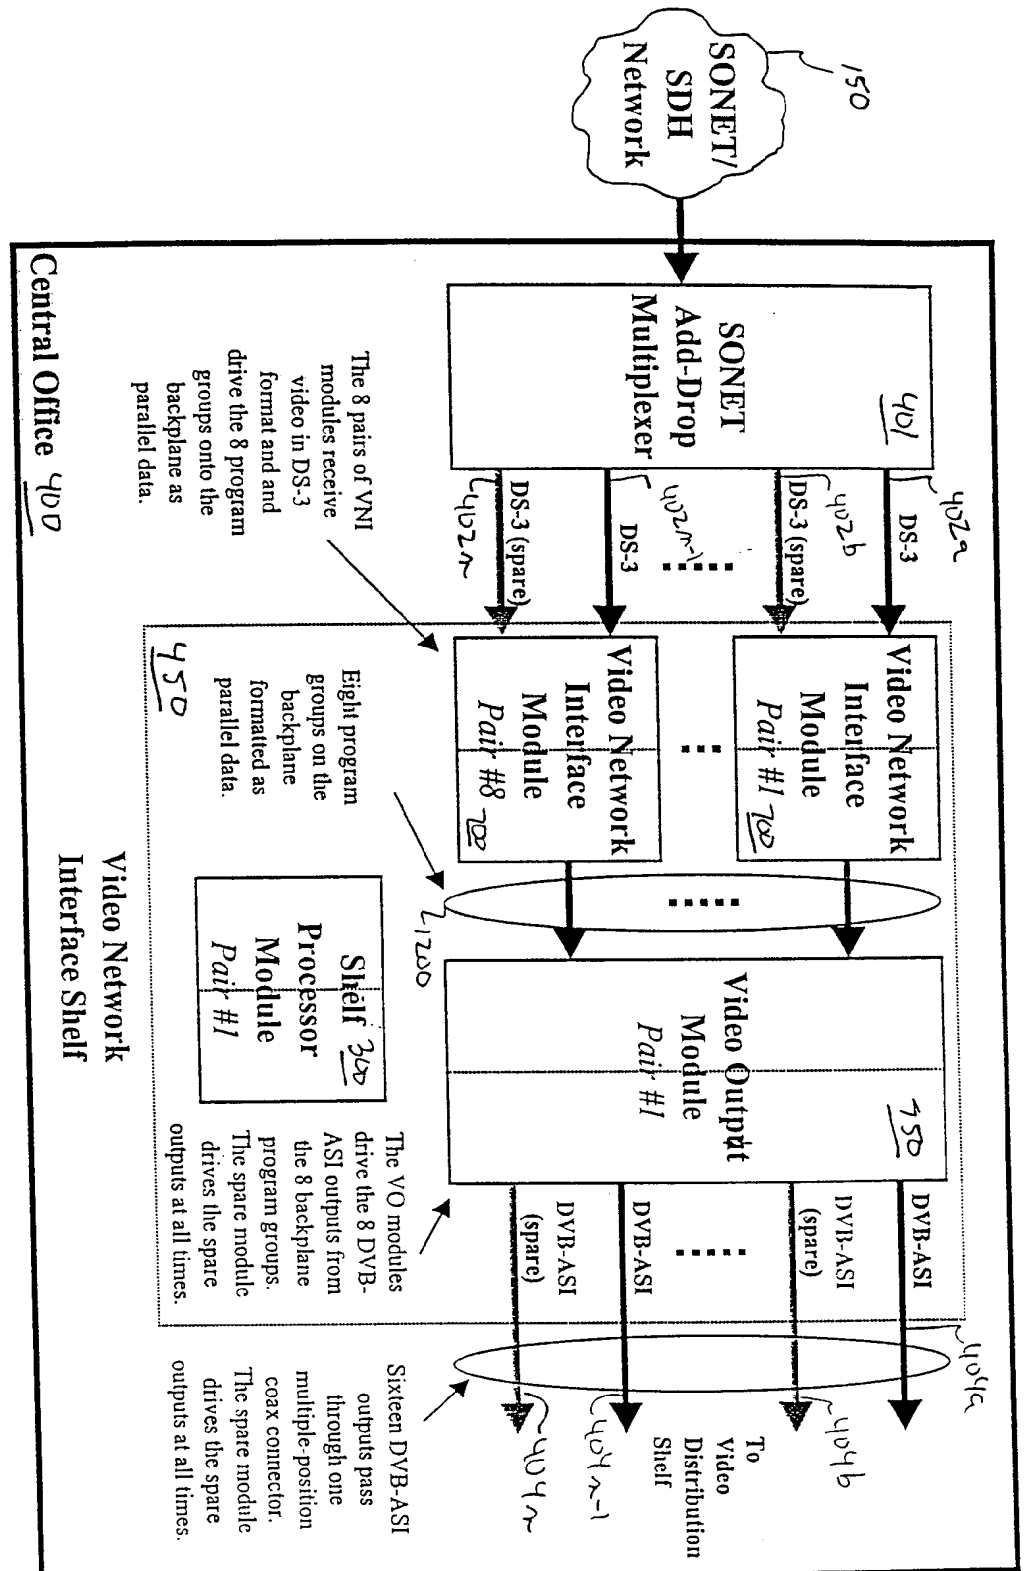 150
SONET/
SDH
Network
401
SONET
Add-Drop
Multiplexer
402a
DS-3
402b
DS-3 (spare)
402n-1
DS-3
DS-3 (spare)
402n
Video Network
Interface
Module
Pair #1 700
Video Network
Interface
Module
Pair #8
700
1200
750
Video Output
Module
Pair #1
DVB-ASI
DVB-ASI
(spare)
DVB-ASI
DVB-ASI
(spare)
404a
404b
404n-1
404n
To
Video
Distribution
Shelf
The 8 pairs of VNI
modules receive
video in DS-3
format and and
drive the 8 program
groups onto the
backplane as
parallel data.
Eight program
groups on the
backplane
formatted as
parallel data.
450
Shelf 300
Processor
Module
Pair #1
The VO modules
drive the 8 DVB-
ASI outputs from
the 8 backplane
program groups.
The spare module
drives the spare
outputs at all times.
Sixteen DVB-ASI
outputs pass
through one
multiple-position
coax connector.
The spare module
drives the spare
outputs at all times.
Video Network
Interface Shelf
Central Office 400